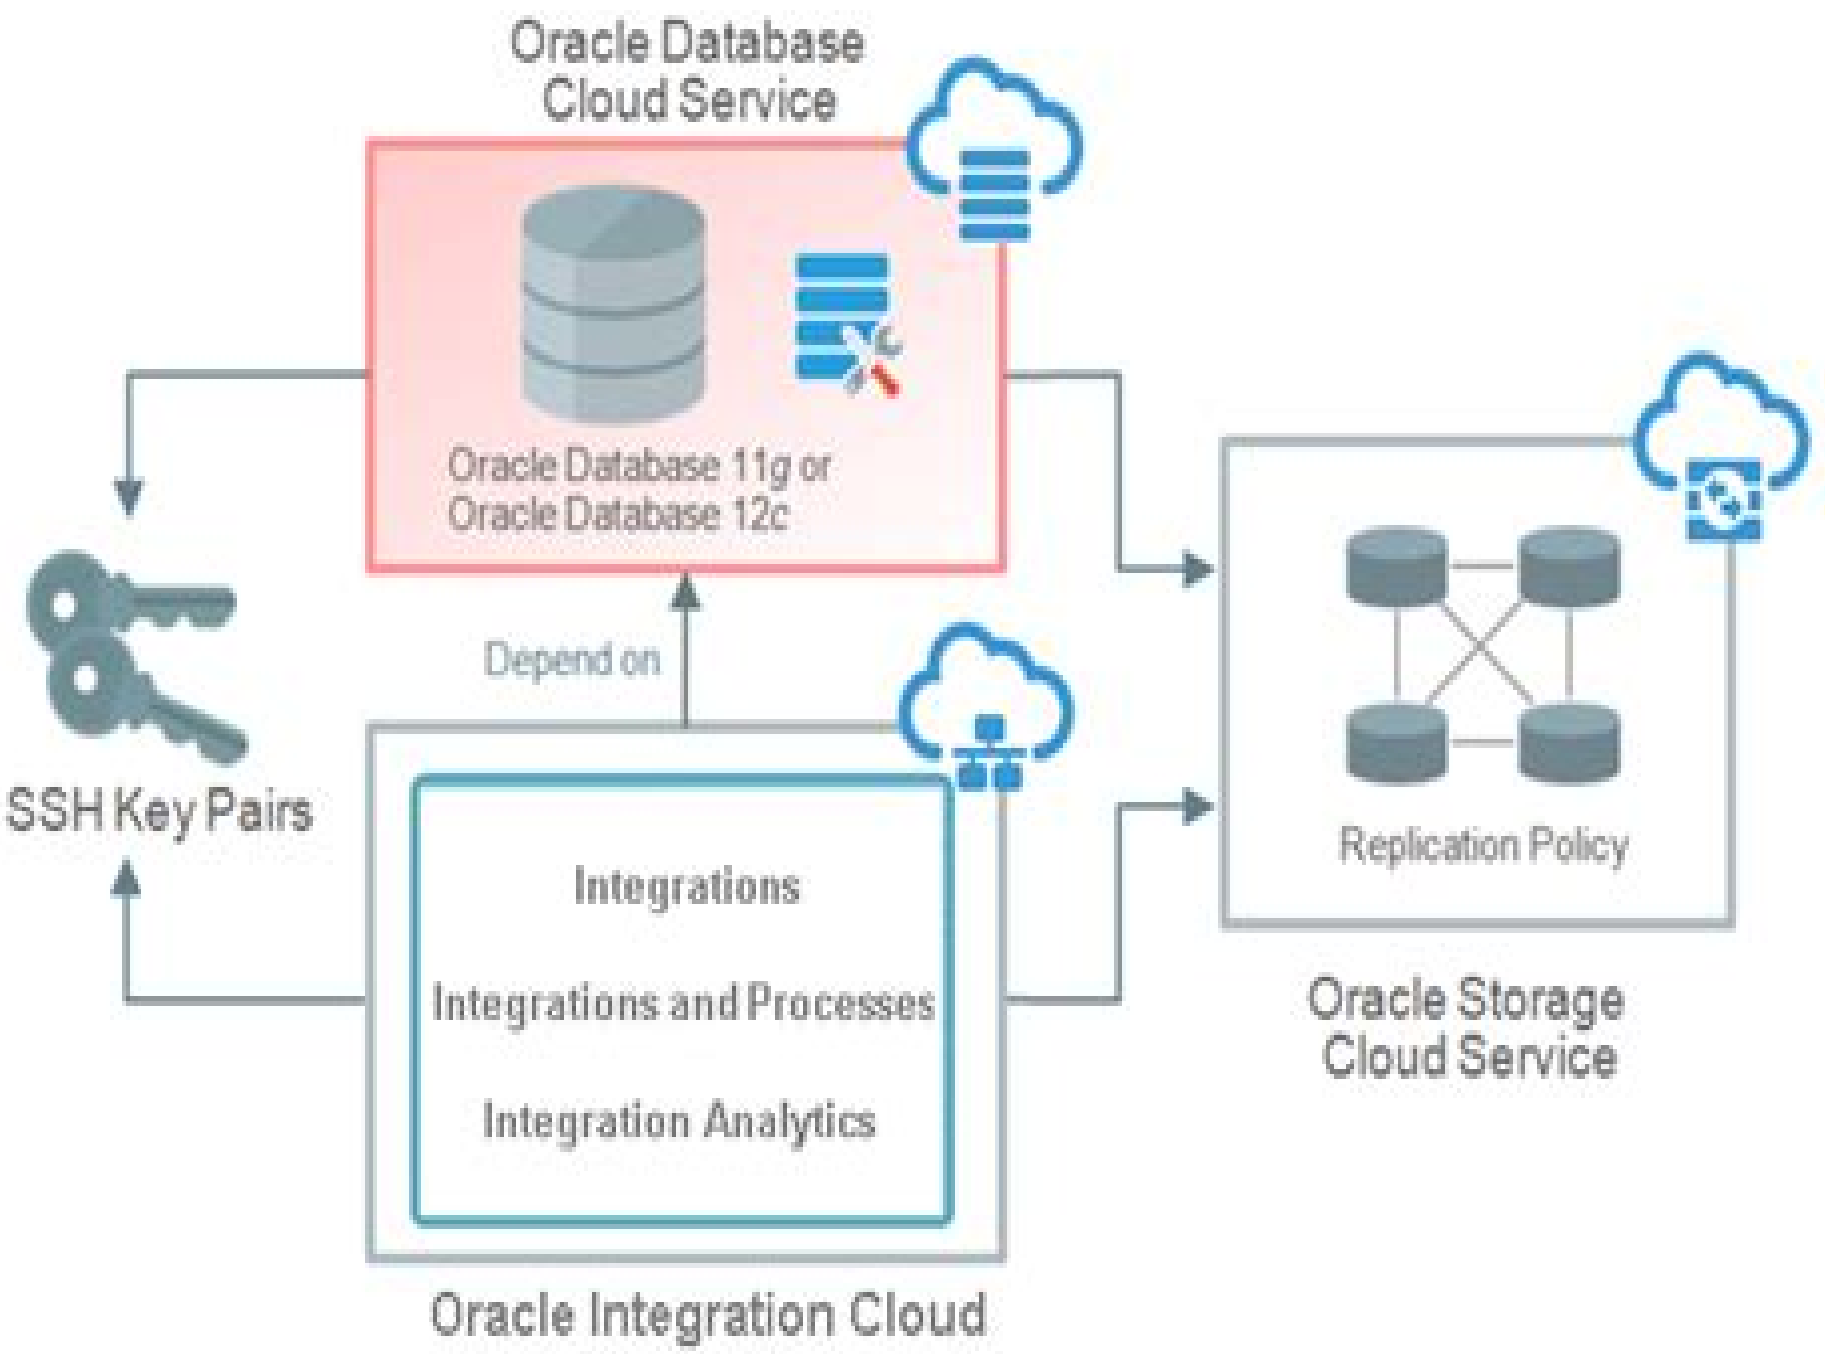 Oracle Database
Cloud Service
Oracle Database 11g or
Oracle Database 12c
Depend on
SSH Key Pairs
Integrations
Integrations and Processes
Integration Analytics
Oracle Integration Cloud
Replication Policy
Oracle Storage
Cloud Service